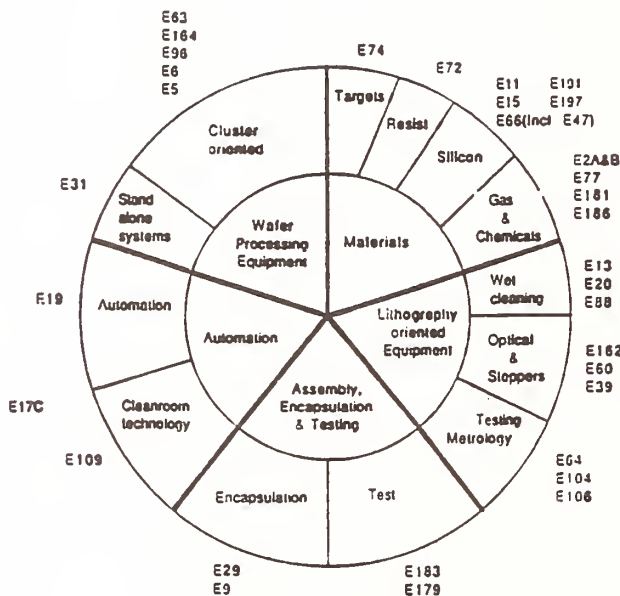 E63
E164
E96
E6
E5
E74
E72
E11 E191
E15 E197
E66(Incl E47)
Targets
Resist
Silicon
Cluster
oriented
E2A&B
E77
E181
E186
E31
Stand
alone
systems
Gas
&
Chemicals
Wafer
Processing
Equipment
Materials
E13
E20
E88
Wet
cleaning
E19
Automation
Automation
Lithography
oriented
Equipment
Optical
&
Steppers
E162
E60
E39
Assembly,
Encapsulation
& Testing
E17C
Cleanroom
technology
Testing
Metrology
E109
E64
E104
E106
Encapsulation
Test
E29
E9
E183
E179